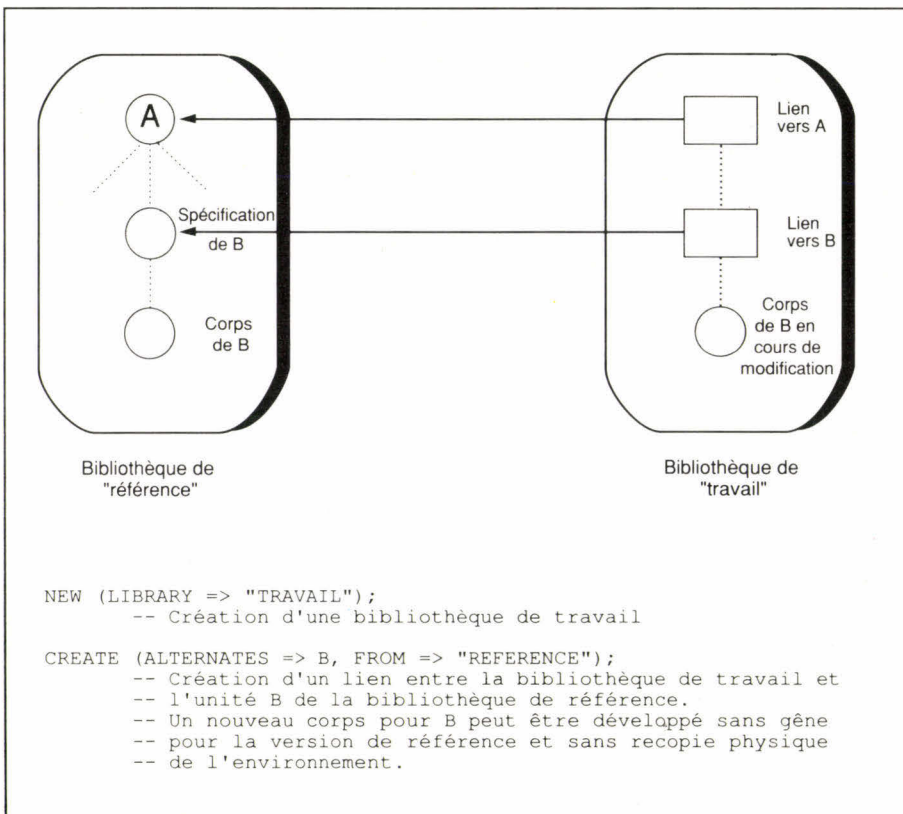 A
Spécification
de B
Corps
de B
Lien
vers A
Lien
vers B
Corps
de B en
cours de
modification
Bibliothèque de
"référence"
Bibliothèque de
"travail"
NEW (LIBRARY => "TRAVAIL");
-- Création d'une bibliothèque de travail
CREATE (ALTERNATES => B, FROM => "REFERENCE");
-- Création d'un lien entre la bibliothèque de travail et
-- l'unité B de la bibliothèque de référence.
-- Un nouveau corps pour B peut être développé sans gêne
-- pour la version de référence et sans recopie physique
-- de l'environnement.